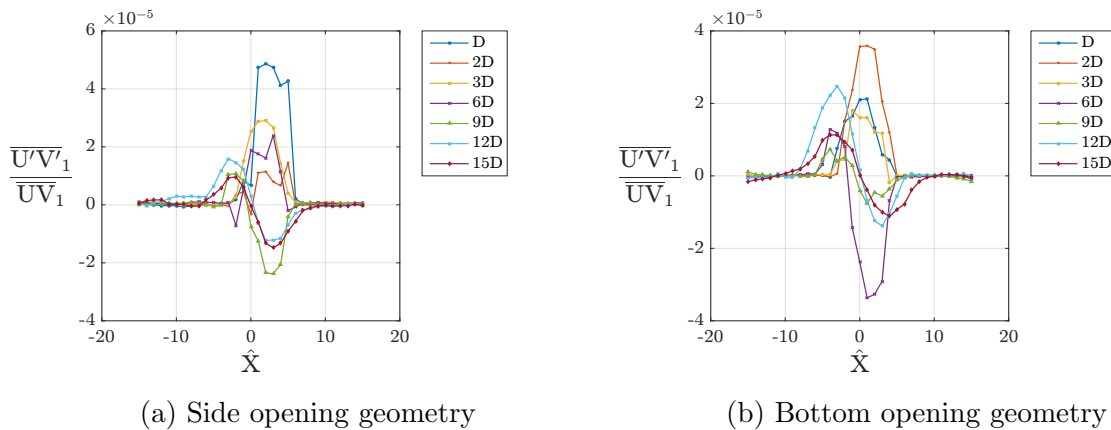 ×10⁻⁵
6
4
2
0
-2
-4
-20 -10 0 10 20
U′V′₁
UV₁
X̂
D
2D
3D
6D
9D
12D
15D
(a) Side opening geometry
×10⁻⁵
4
2
0
-2
-4
-20 -10 0 10 20
U′V′₁
UV₁
X̂
D
2D
3D
6D
9D
12D
15D
(b) Bottom opening geometry